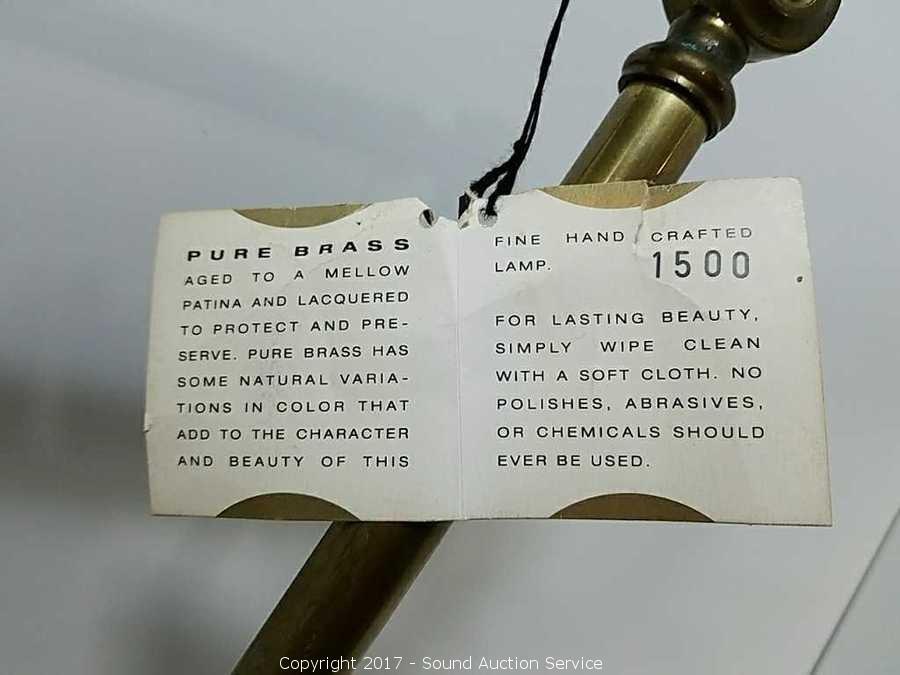 PURE BRASS
AGED TO A MELLOW
PATINA AND LACQUERED
TO PROTECT AND PRE-
SERVE. PURE BRASS HAS
SOME NATURAL VARIA-
TIONS IN COLOR THAT
ADD TO THE CHARACTER
AND BEAUTY OF THIS
FINE HAND CRAFTED
LAMP. 1500
FOR LASTING BEAUTY,
SIMPLY WIPE CLEAN
WITH A SOFT CLOTH. NO
POLISHES, ABRASIVES,
OR CHEMICALS SHOULD
EVER BE USED.
Copyright 2017 - Sound Auction Service